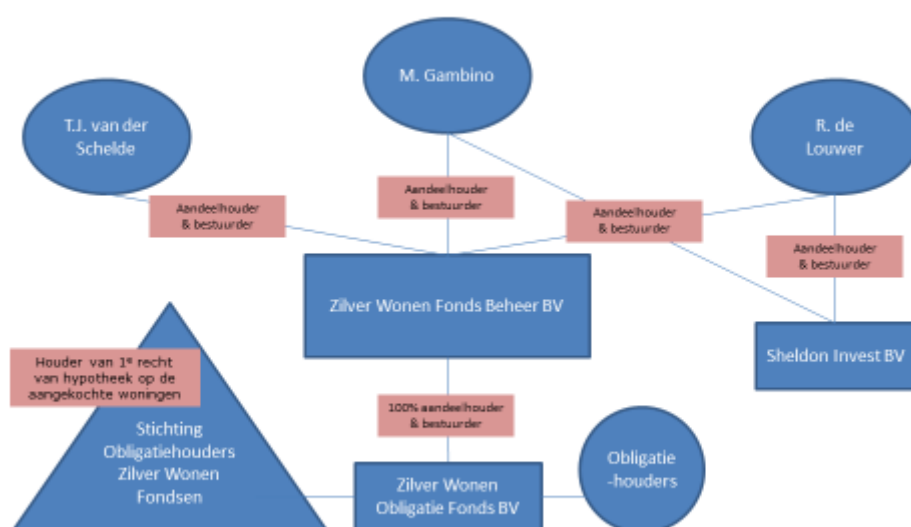 M. Gambino
T.J. van der
Schelde
R. de
Louwer
Aandeelhouder
& bestuurder
Aandeelhouder
& bestuurder
Aandeelhouder
& bestuurder
Aandeelhouder
& bestuurder
Zilver Wonen Fonds Beheer BV
Sheldon Invest BV
Houder van 1e recht
van hypotheek op de
aangekochte woningen
100% aandeelhouder
& bestuurder
Stichting
Obligatiehouders
Zilver Wonen
Fondsen
Zilver Wonen
Obligatie Fonds BV
Obligatie
-houders